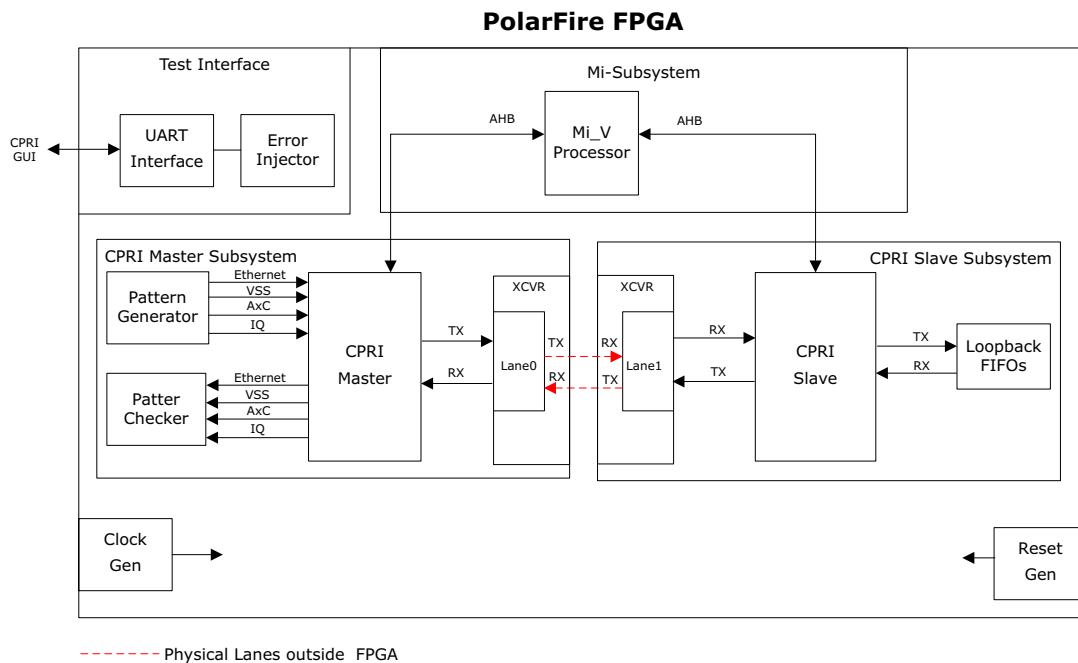 PolarFire FPGA
Test Interface
UART
Interface
Error
Injector
CPRI
GUI
Mi-Subsystem
AHB
Mi_V
Processor
AHB
CPRI Master Subsystem
Pattern
Generator
Ethernet
VSS
AxC
IQ
Patter
Checker
Ethernet
VSS
AxC
IQ
CPRI
Master
TX
RX
XCVR
Lane0
TX
RX
RX
TX
CPRI Slave Subsystem
XCVR
Lane1
RX
TX
CPRI
Slave
TX
RX
Loopback
FIFOs
Clock
Gen
Reset
Gen
Physical Lanes outside FPGA